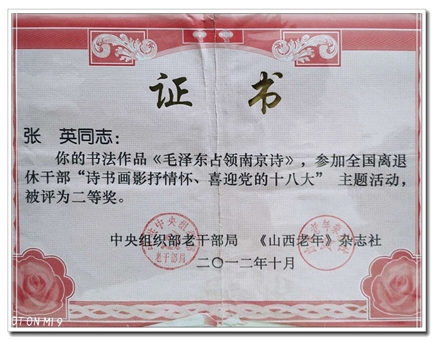 证 书
张 英同志：
你的书法作品《毛泽东占领南京诗》，参加全国离退
休干部“诗书画影抒情怀、喜迎党的十八大” 主题活动，
被评为二等奖。
中央组织部老干部局 《山西老年》杂志社
二〇一二年十月
老干部局
OT ON MI 9